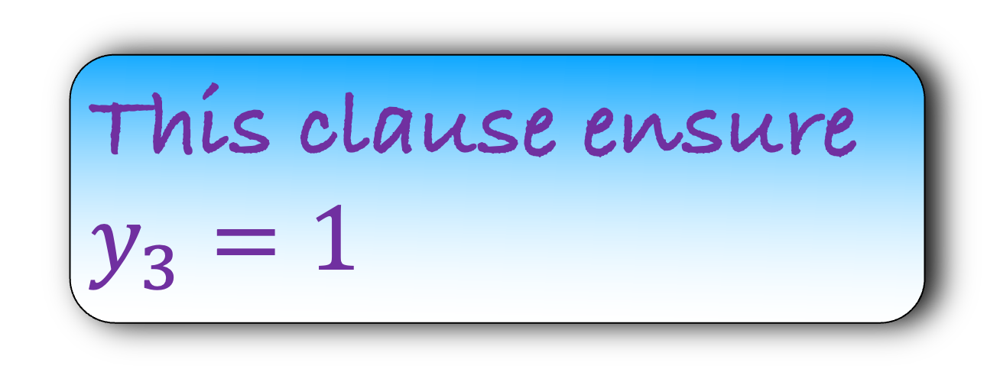 This clause ensure
y₃ = 1